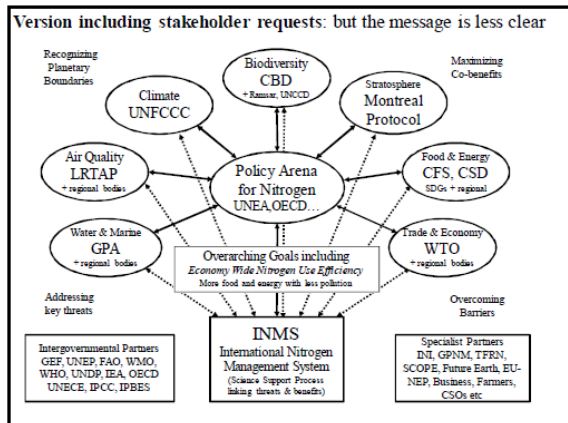 Version including stakeholder requests: but the message is less clear
Recognizing
Planetary
Boundaries
Biodiversity
CBD
+ Ramsar, UNCCD
Maximizing
Co-benefits
Climate
UNFCCC
Stratosphere
Montreal
Protocol
Air Quality
LRTAP
+ regional bodies
Policy Arena
for Nitrogen
UNEA,OECD…
Food & Energy
CFS, CSD
SDGs + regional
Water & Marine
GPA
+ regional bodies
Overarching Goals including
Economy Wide Nitrogen Use Efficiency
More food and energy with less pollution
Trade & Economy
WTO
+ regional bodies
Addressing
key threats
Overcoming
Barriers
Intergovernmental Partners
GEF, UNEP, FAO, WMO,
WHO, UNDP, IEA, OECD
UNECE, IPCC, IPBES
INMS
International Nitrogen
Management System
(Science Support Process
linking threats & benefits)
Specialist Partners
INI, GPNM, TFRN,
SCOPE, Future Earth, EU-
NEP, Business, Farmers,
CSOs etc